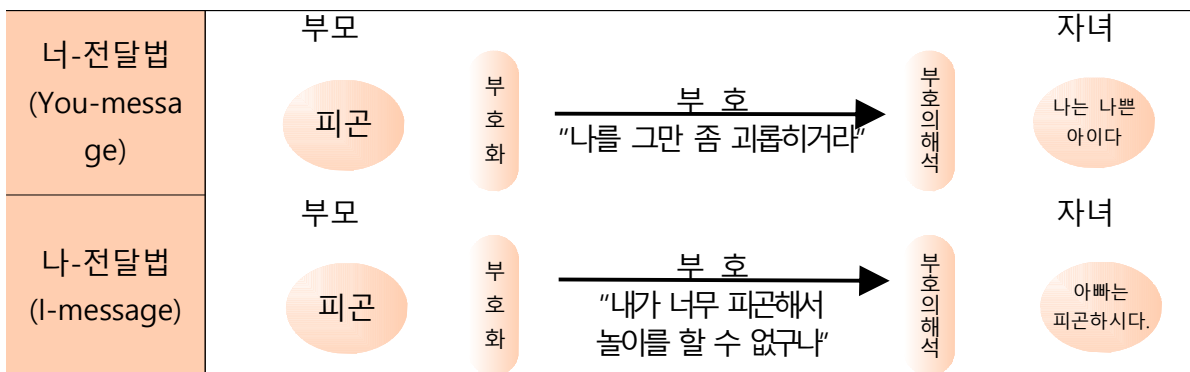 너-전달법
(You-messa
ge)
부모
자녀
피곤
부
호
화
부 호
"나를 그만 좀 괴롭히거라"
부호의해석
나는 나쁜
아이다
나-전달법
(I-message)
부모
자녀
피곤
부
호
화
부 호
"내가 너무 피곤해서
놀이를 할 수 없구나"
부호의해석
아빠는
피곤하시다.